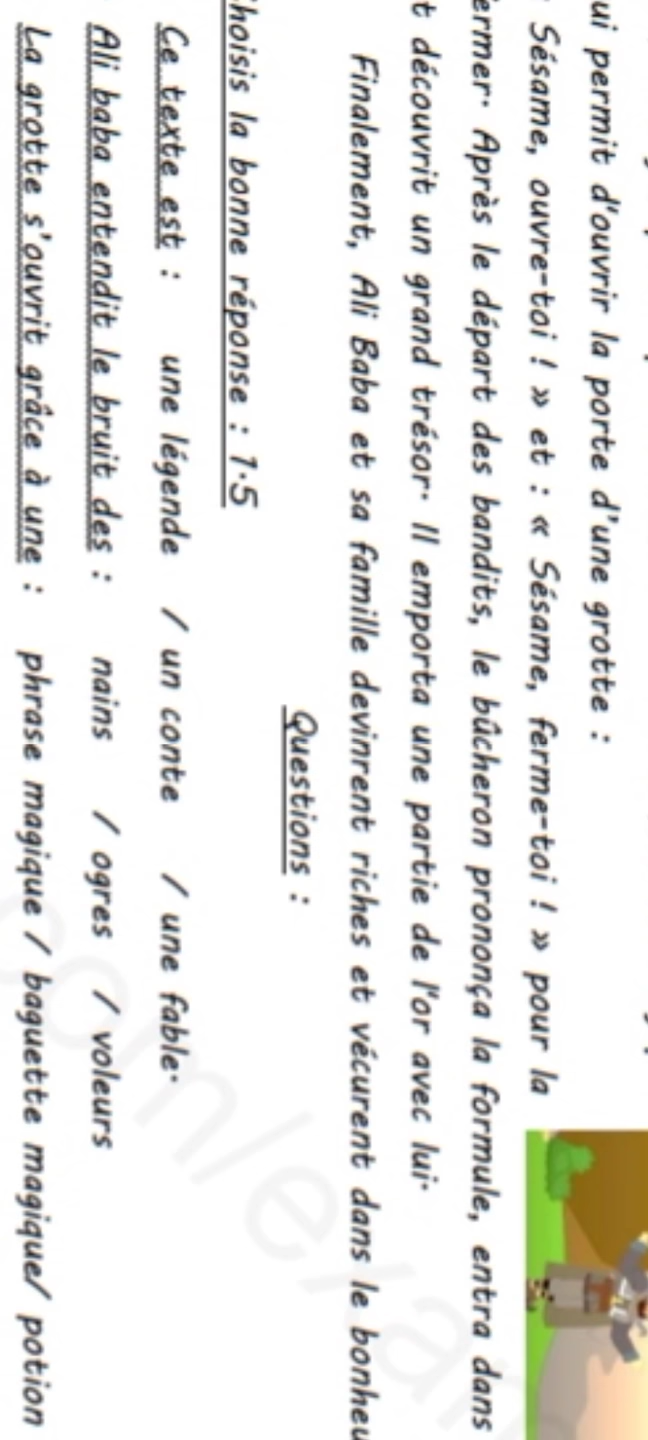 ui permit d'ouvrir la porte d'une grotte :
Sésame, ouvre-toi ! » et : « Sésame, ferme-toi ! » pour la
ermer. Après le départ des bandits, le bûcheron prononça la formule, entra dans
t découvrit un grand trésor. Il emporta une partie de l'or avec lui.
Finalement, Ali Baba et sa famille devinrent riches et vécurent dans le bonheu
Questions :
hoisis la bonne réponse : 1.5
Ce texte est : une légende / un conte / une fable.
Ali baba entendit le bruit des : nains / ogres / voleurs
La grotte s'ouvrit grâce à une : phrase magique / baguette magique/ potion
com/exam